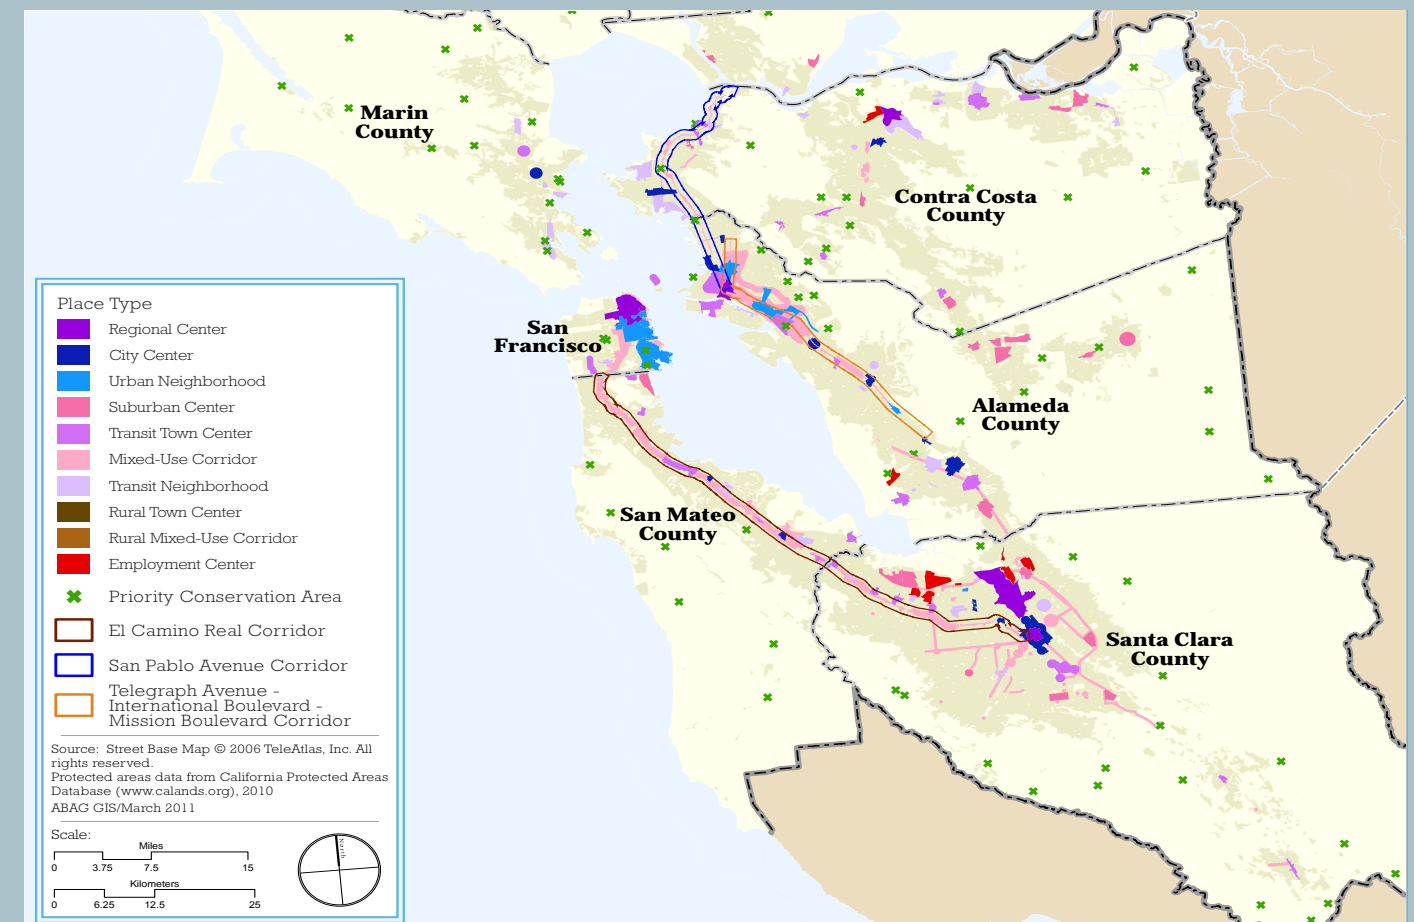 Marin
County
Contra Costa
County
San
Francisco
Alameda
County
San Mateo
County
Santa Clara
County
Place Type
Regional Center
City Center
Urban Neighborhood
Suburban Center
Transit Town Center
Mixed-Use Corridor
Transit Neighborhood
Rural Town Center
Rural Mixed-Use Corridor
Employment Center
Priority Conservation Area
El Camino Real Corridor
San Pablo Avenue Corridor
Telegraph Avenue -
International Boulevard -
Mission Boulevard Corridor
Source: Street Base Map © 2006 TeleAtlas, Inc. All
rights reserved.
Protected areas data from California Protected Areas
Database (www.calands.org), 2010
ABAG GIS/March 2011
Scale:
Miles
0 3.75 7.5 15
Kilometers
0 6.25 12.5 25
North